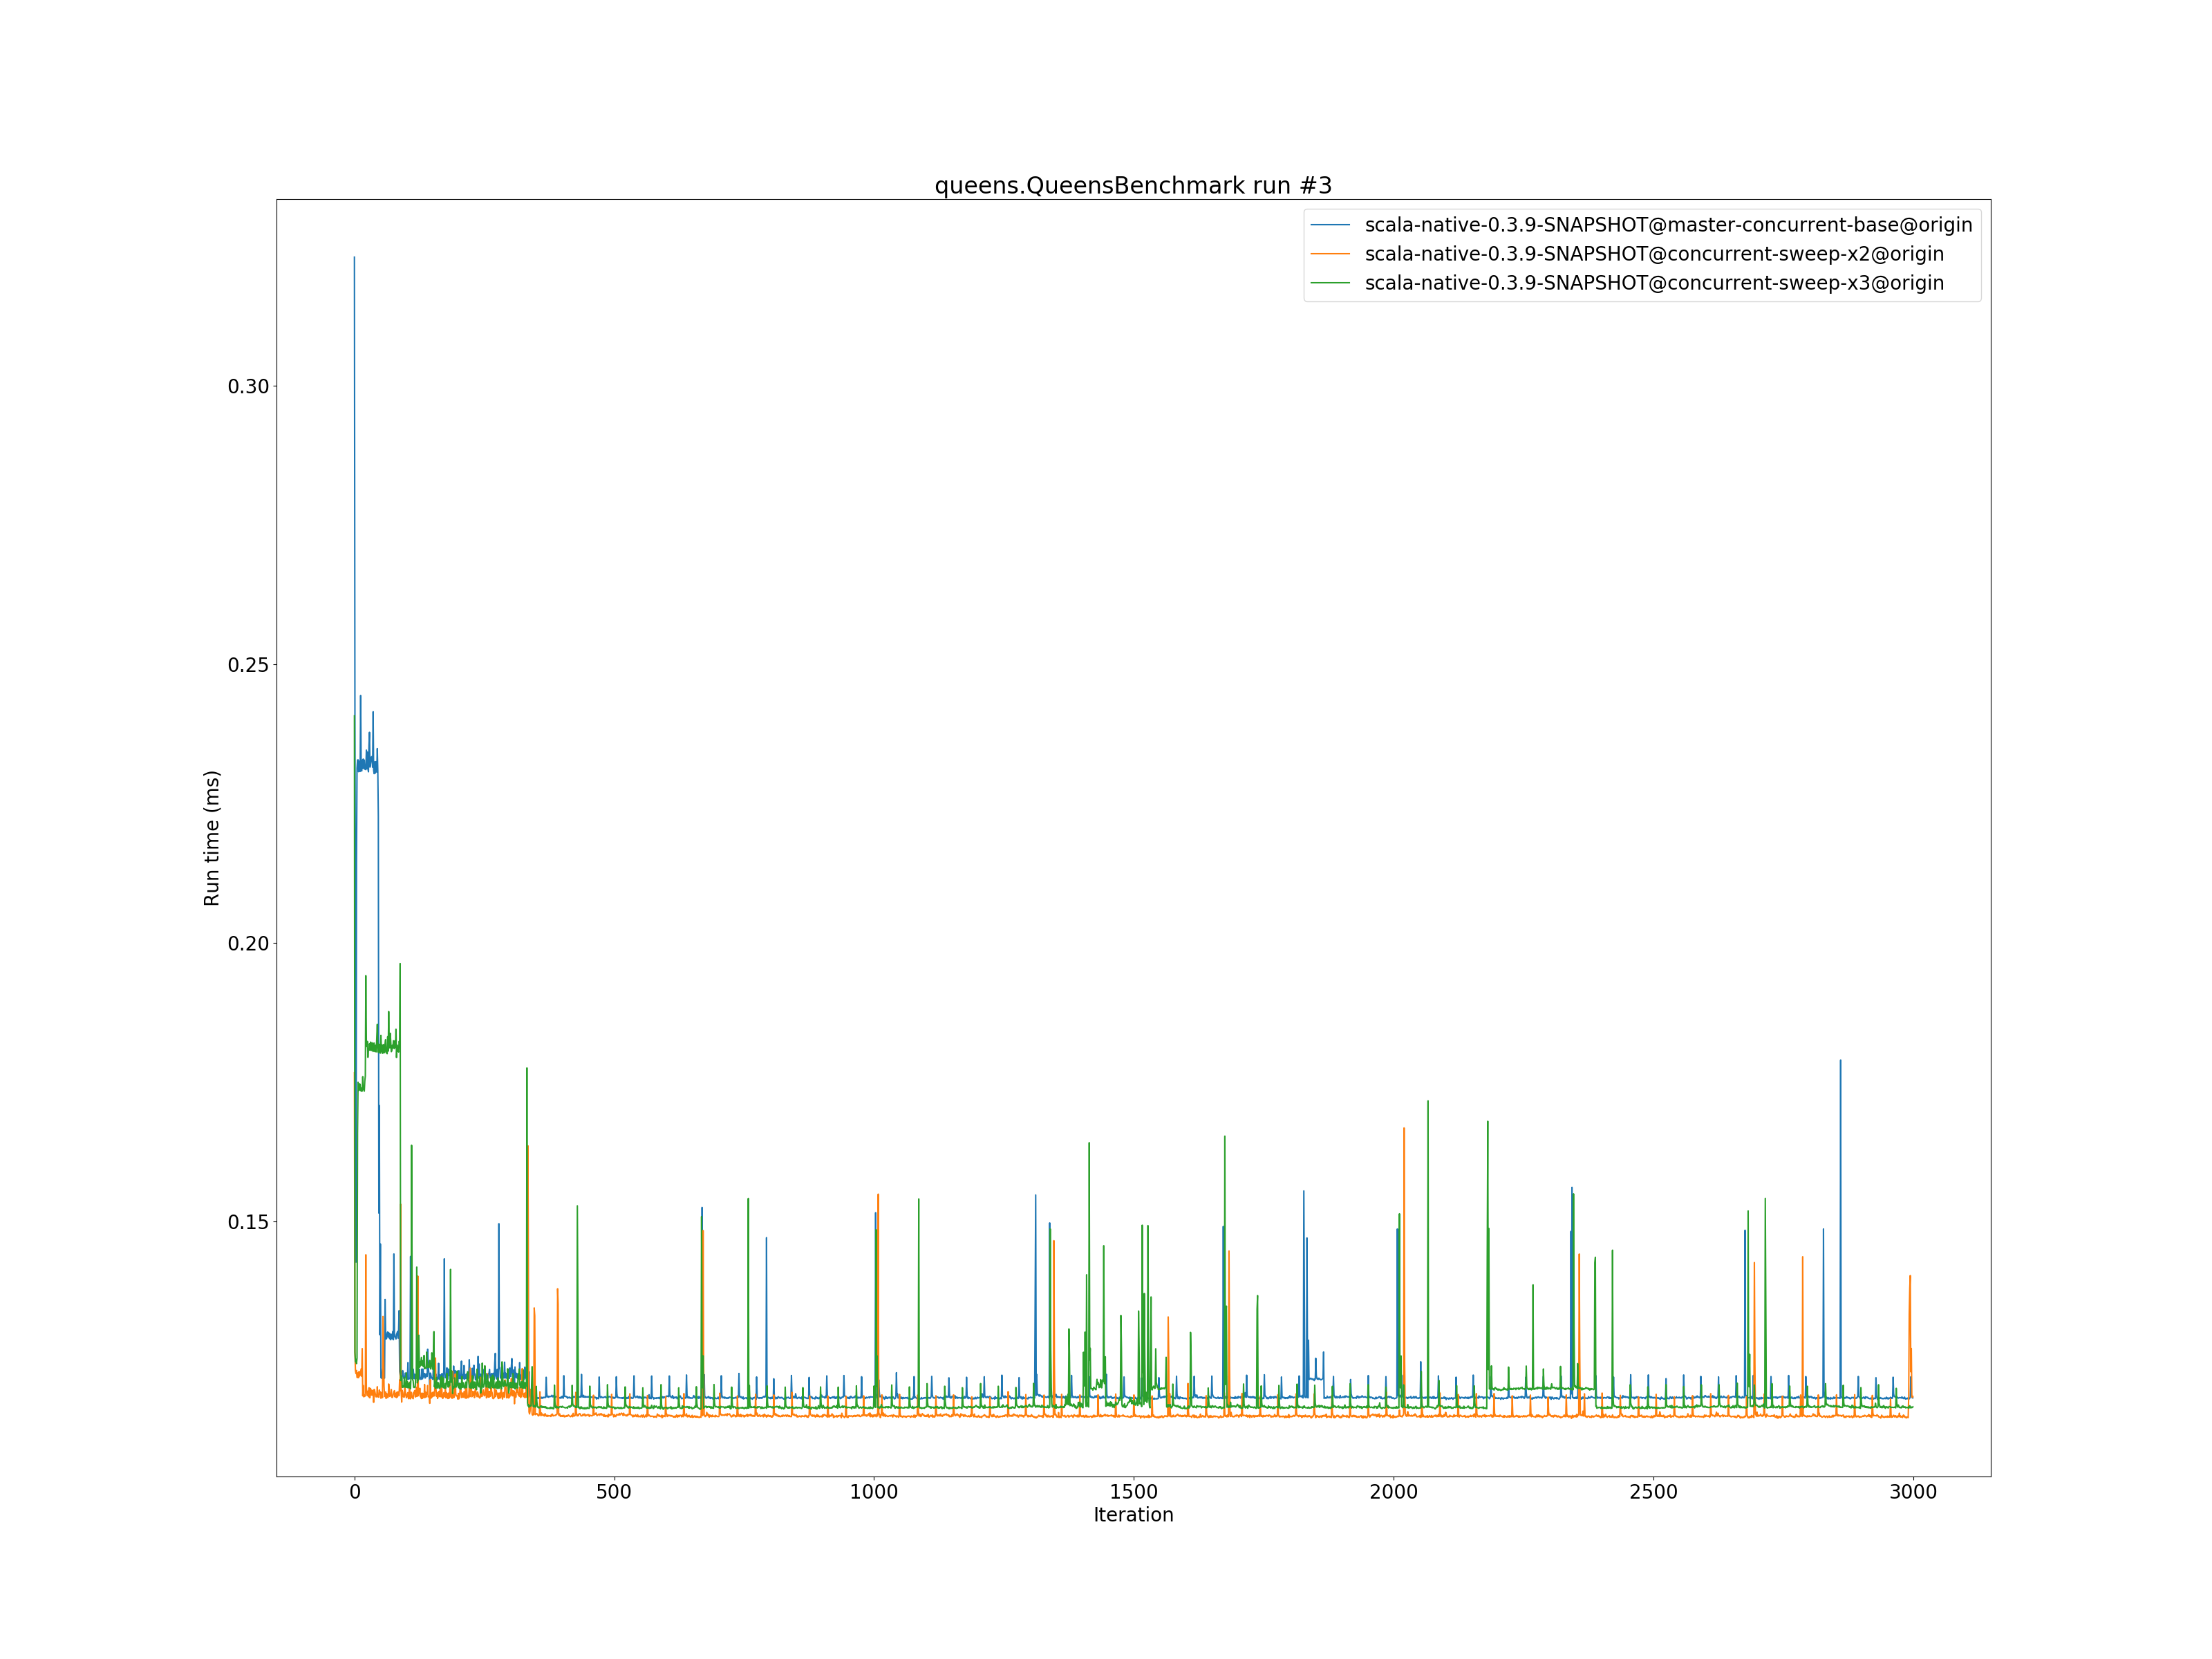 queens.QueensBenchmark run #3
scala-native-0.3.9-SNAPSHOT@master-concurrent-base@origin
scala-native-0.3.9-SNAPSHOT@concurrent-sweep-x2@origin
scala-native-0.3.9-SNAPSHOT@concurrent-sweep-x3@origin
0.30
0.25
0.20
0.15
Run time (ms)
0 500 1000 1500 2000 2500 3000
Iteration